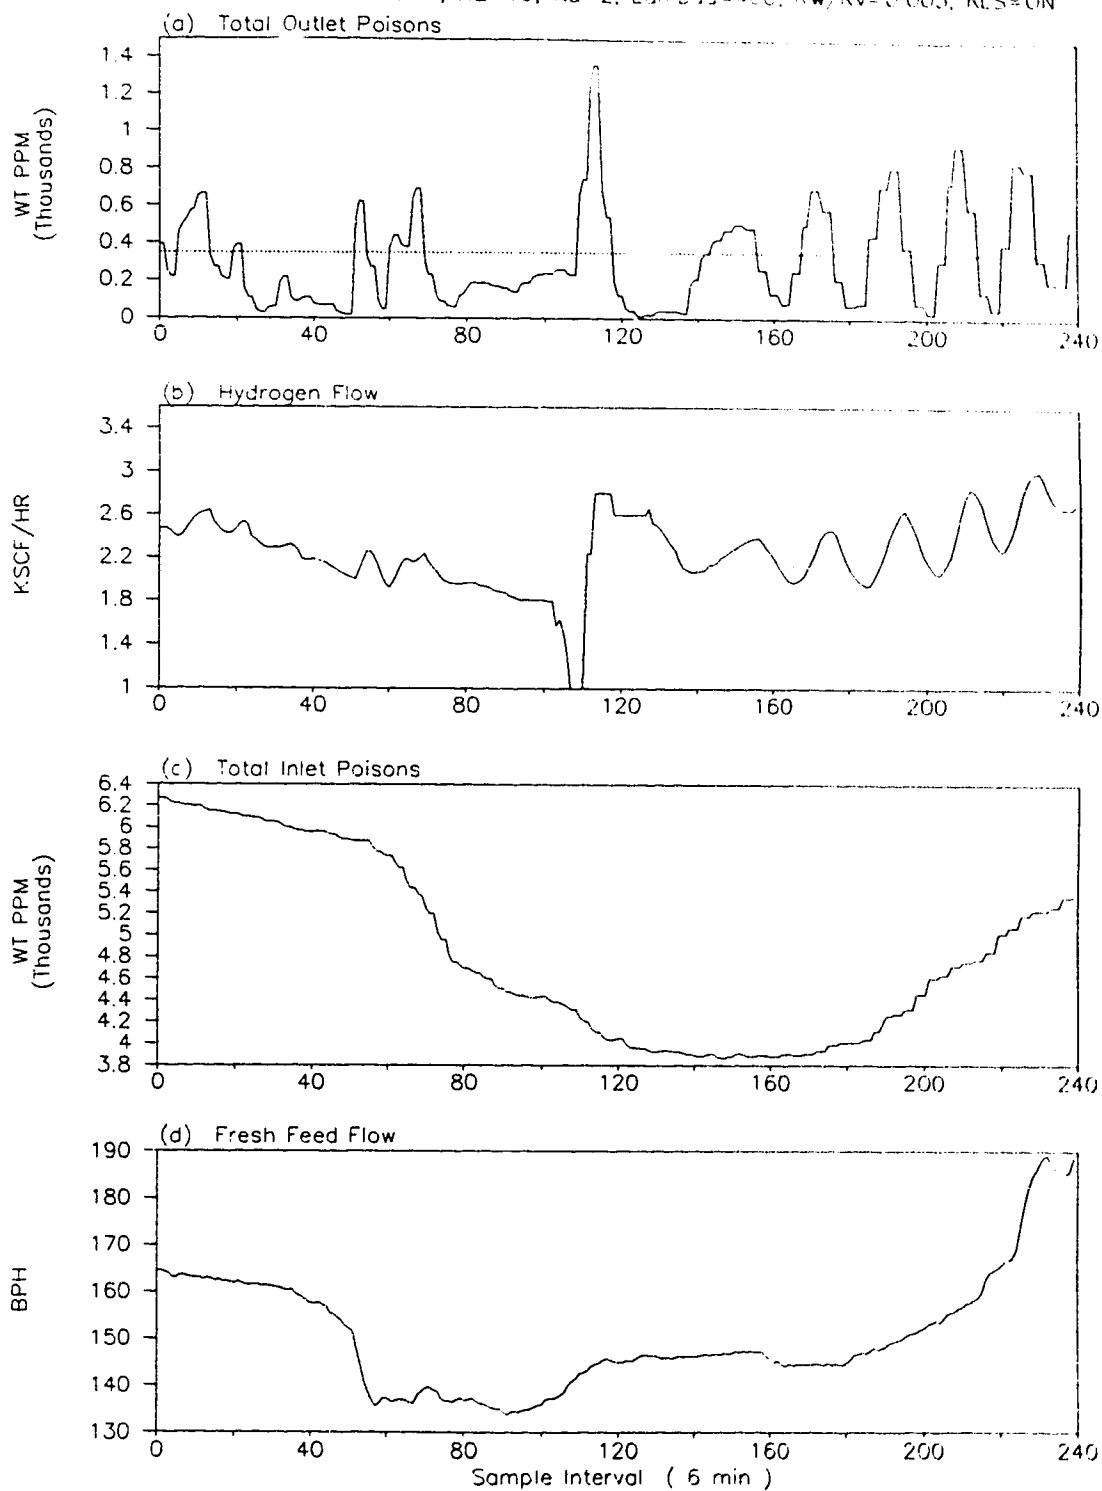 RLS=ON
(a) Total Outlet Poisons
1.4
1.2
1
0.8
0.6
0.4
0.2
0
WT PPM
(Thousands)
0 40 80 120 160 200 240
(b) Hydrogen Flow
3.4
3
2.6
2.2
1.8
1.4
1
KSCF/HR
0 40 80 120 160 200 240
(c) Total Inlet Poisons
6.4
6.2
6
5.8
5.6
5.4
5.2
5
4.8
4.6
4.4
4.2
4
3.8
WT PPM
(Thousands)
0 40 80 120 160 200 240
(d) Fresh Feed Flow
190
180
170
160
150
140
130
BPH
0 40 80 120 160 200 240
Sample Interval ( 6 min )